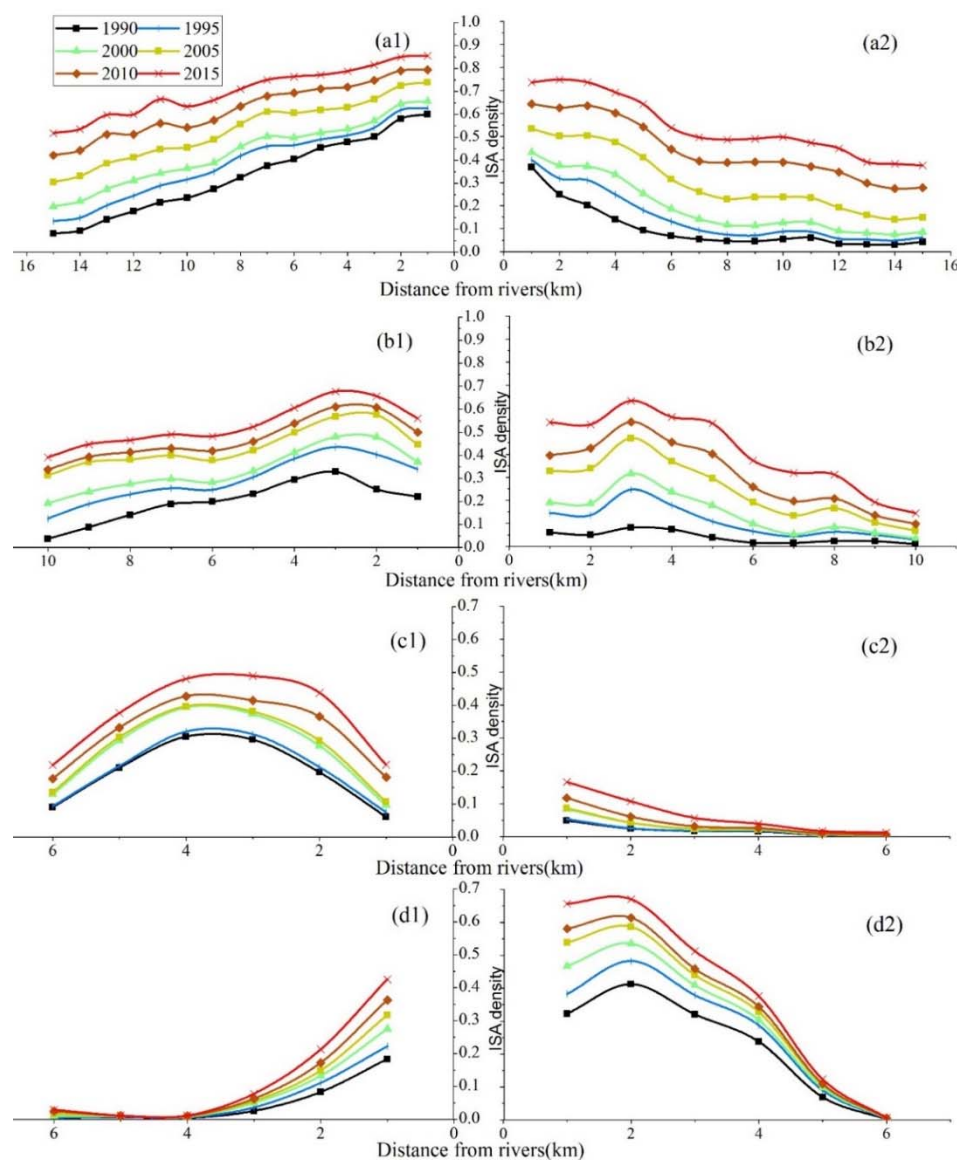 1990 1995
2000 2005
2010 2015
(a1)
(a2)
1.0
0.9
0.8
0.7
0.6
0.5
0.4
0.3
0.2
0.1
0.0
ISA density
16 14 12 10 8 6 4 2 0
0 2 4 6 8 10 12 14 16
Distance from rivers(km)
(b1)
(b2)
1.0
0.9
0.8
0.7
0.6
0.5
0.4
0.3
0.2
0.1
0.0
ISA density
10 8 6 4 2 0
0 2 4 6 8 10
Distance from rivers(km)
(c1)
(c2)
0.7
0.6
0.5
0.4
0.3
0.2
0.1
0.0
ISA density
6 4 2 0
0 2 4 6
Distance from rivers(km)
(d1)
(d2)
0.7
0.6
0.5
0.4
0.3
0.2
0.1
0.0
ISA density
6 4 2 0
0 2 4 6
Distance from rivers(km)